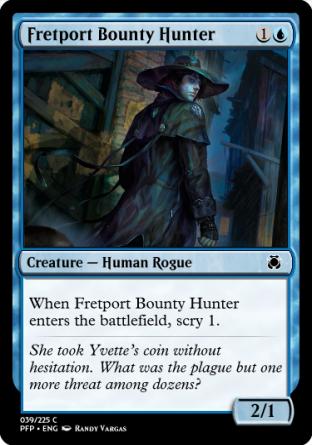 Fretport Bounty Hunter 1
Creature — Human Rogue
When Fretport Bounty Hunter
enters the battlefield, scry 1.
She took Yvette's coin without
hesitation. What was the plague but one
more threat among dozens?
2/1
039/225 C
PFP • ENG RANDY VARGAS